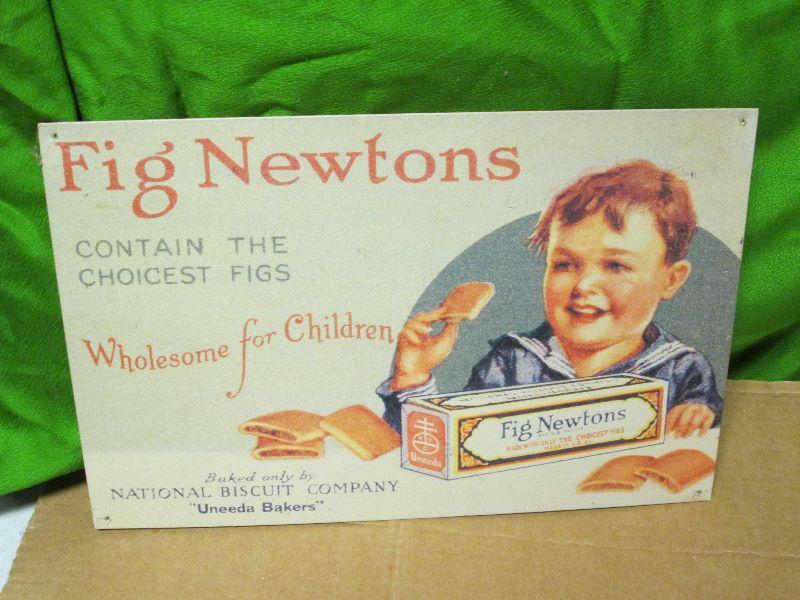 Fig Newtons
CONTAIN THE
CHOICEST FIGS
Wholesome for Children
Fig Newtons
MADE WITH ONLY THE CHOICEST FIGS
Uneeda
Baked only by
NATIONAL BISCUIT COMPANY
"Uneeda Bakers"